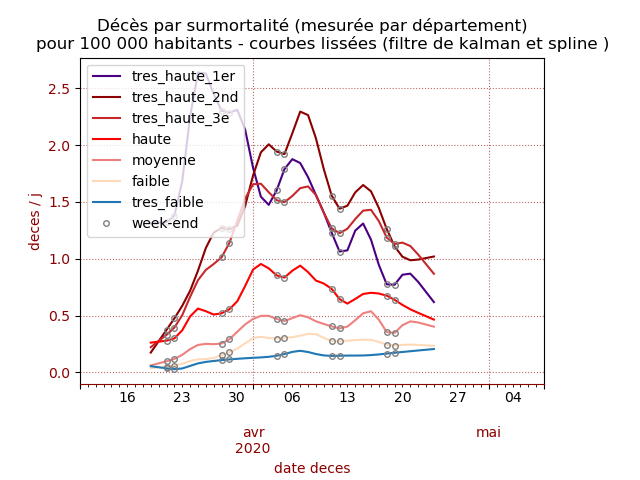 Décès par surmortalité (mesurée par département)
pour 100 000 habitants - courbes lissées (filtre de kalman et spline )
tres_haute_1er
tres_haute_2nd
tres_haute_3e
haute
moyenne
faible
tres_faible
week-end
deces / j
2.5
2.0
1.5
1.0
0.5
0.0
16 23 30 06 13 20 27 04
avr mai
2020
date deces